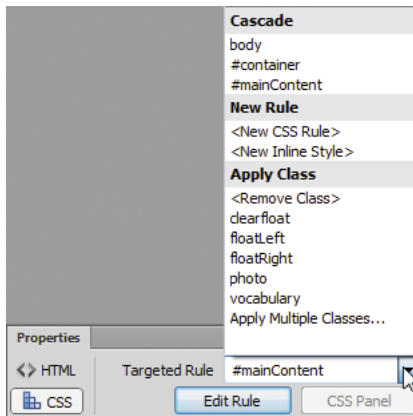 Cascade
body
#container
#mainContent
New Rule
<New CSS Rule>
<New Inline Style>
Apply Class
<Remove Class>
clearfloat
floatLeft
floatRight
photo
vocabulary
Apply Multiple Classes...
Properties
<> HTML Targeted Rule #mainContent
CSS Edit Rule CSS Panel